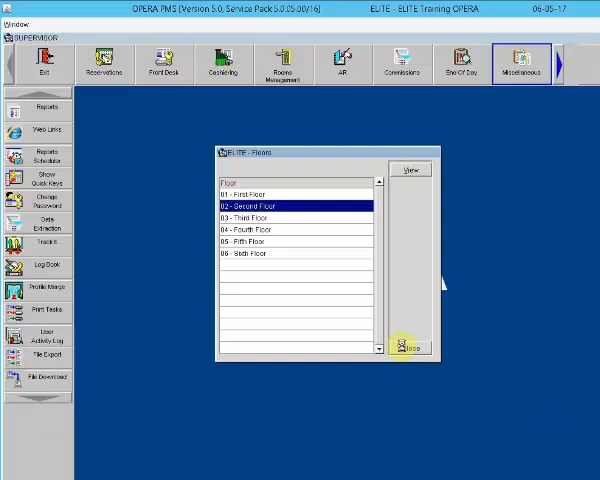 OPERA PMS [Version 5.0, Service Pack 5.0.05.00/16]
ELITE - ELITE Training OPERA
06-05-17
Window
SUPERVISOR
Exit
Reservations
Front Desk
Cashiering
Rooms
Management
AR
Commissions
End Of Day
Miscellaneous
Reports
Web Links
Reports
Scheduler
Show
Quick Keys
Change
Password
Data
Extraction
Track It
Log Book
Profile Merge
Print Tasks
User
Activity Log
File Export
File Download
ELITE - Floors
Floor
01 - First Floor
02 - Second Floor
03 - Third Floor
04 - Fourth Floor
05 - Fifth Floor
06 - Sixth Floor
View
Close